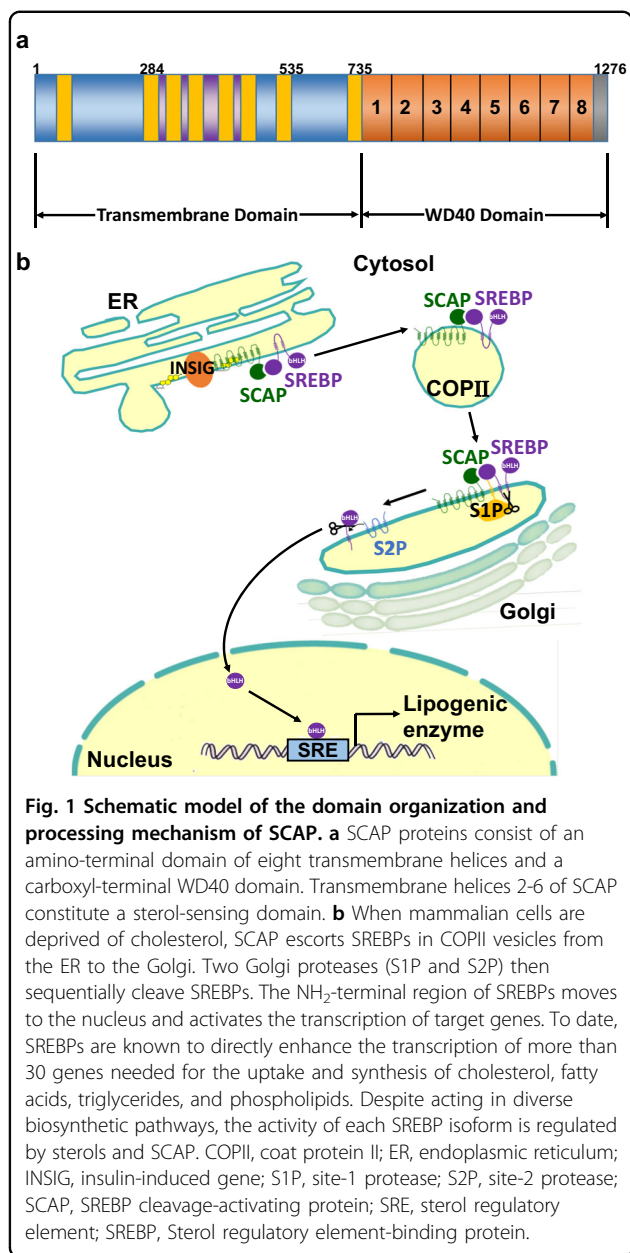 a
1 284 535 735 1276
1 2 3 4 5 6 7 8
Transmembrane Domain WD40 Domain
b
Cytosol
ER
SCAP SREBP
INSIG
bHLH
bHLH
SREBP
SCAP
COPII
SREBP
SCAP
bHLH
S1P
bHLH
S2P
Golgi
bHLH
Lipogenic
enzyme
bHLH
SRE
Nucleus
Fig. 1 Schematic model of the domain organization and
processing mechanism of SCAP. a SCAP proteins consist of an
amino-terminal domain of eight transmembrane helices and a
carboxyl-terminal WD40 domain. Transmembrane helices 2-6 of SCAP
constitute a sterol-sensing domain. b When mammalian cells are
deprived of cholesterol, SCAP escorts SREBPs in COPII vesicles from
the ER to the Golgi. Two Golgi proteases (S1P and S2P) then
sequentially cleave SREBPs. The NH₂-terminal region of SREBPs moves
to the nucleus and activates the transcription of target genes. To date,
SREBPs are known to directly enhance the transcription of more than
30 genes needed for the uptake and synthesis of cholesterol, fatty
acids, triglycerides, and phospholipids. Despite acting in diverse
biosynthetic pathways, the activity of each SREBP isoform is regulated
by sterols and SCAP. COPII, coat protein II; ER, endoplasmic reticulum;
INSIG, insulin-induced gene; S1P, site-1 protease; S2P, site-2 protease;
SCAP, SREBP cleavage-activating protein; SRE, sterol regulatory
element; SREBP, Sterol regulatory element-binding protein.